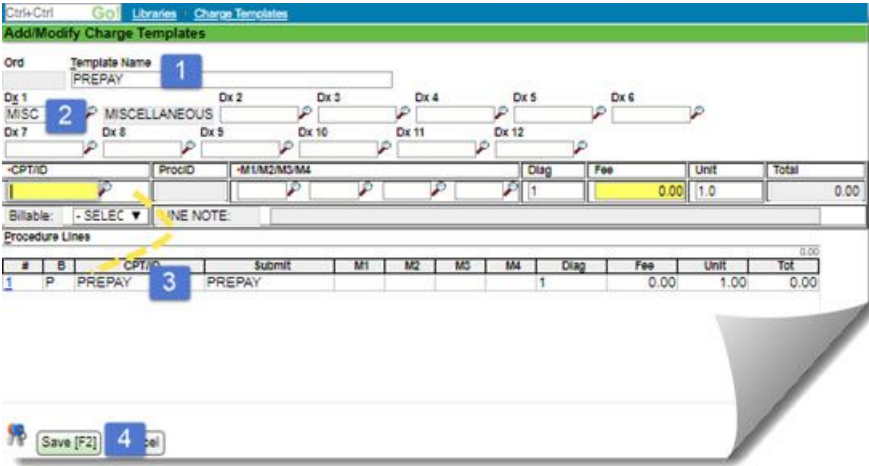 Ctrl+Ctrl Go! Libraries Charge Templates
Add/Modify Charge Templates
Ord Template Name 1
PREPAY
Dx 1 Dx 2 Dx 3 Dx 4 Dx 5 Dx 6
MISC 2 MISCELLANEOUS
Dx 7 Dx 8 Dx 9 Dx 10 Dx 11 Dx 12
-CPT/ID ProcID -M1/M2/M3/M4 Diag Fee Unit Total
1 0.00 1.0 0.00
Billable: - SELEC ▼ LINE NOTE:
Procedure Lines
0.00
# B CPT/ID Submit M1 M2 M3 M4 Diag Fee Unit Tot
1 P PREPAY 3 PREPAY 1 0.00 1.00 0.00
Save [F2] 4 cel